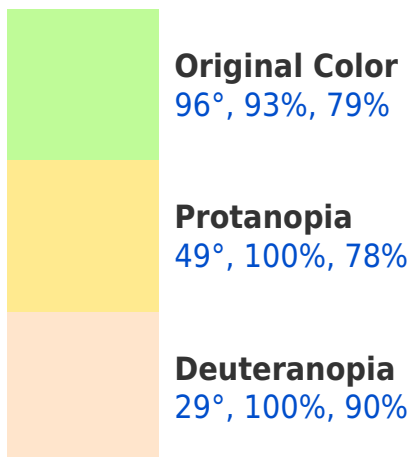 Original Color
96°, 93%, 79%
Protanopia
49°, 100%, 78%
Deuteranopia
29°, 100%, 90%